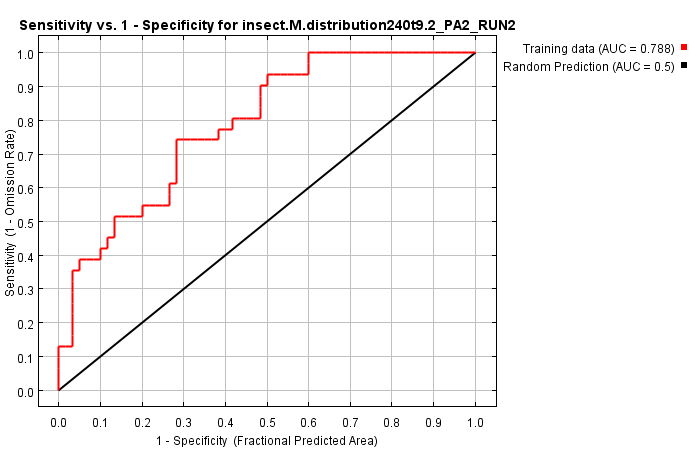 Sensitivity vs. 1 - Specificity for insect.M.distribution240t9.2_PA2_RUN2
Training data (AUC = 0.788)
Random Prediction (AUC = 0.5)
Sensitivity (1 - Omission Rate)
1.0
0.9
0.8
0.7
0.6
0.5
0.4
0.3
0.2
0.1
0.0
0.0 0.1 0.2 0.3 0.4 0.5 0.6 0.7 0.8 0.9 1.0
1 - Specificity (Fractional Predicted Area)